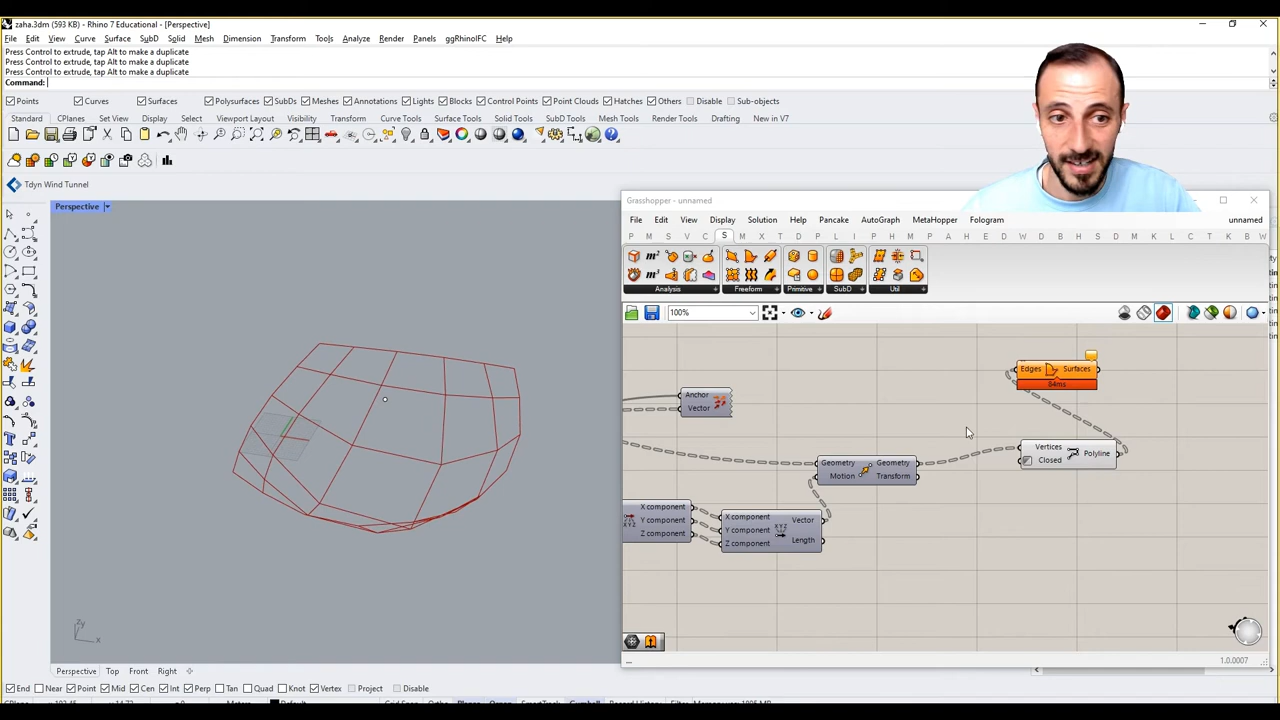 zaha.3dm (593 KB) - Rhino 7 Educational - [Perspective]
File Edit View Curve Surface Solid SubD Mesh Dimension Transform Tools Analyze Render Panels ggRhinoIFC Help
Press Control to extrude, tap Alt to make a duplicate
Press Control to extrude, tap Alt to make a duplicate
Press Control to extrude, tap Alt to make a duplicate
Command:
Points Curves Surfaces Polysurfaces SubDs Meshes Annotations Lights Blocks Control Points Point Clouds Hatches Others Disable Sub-objects
Standard CPlanes Set View Display Select Viewport Layout Visibility Transform Curve Tools Surface Tools Solid Tools SubD Tools Mesh Tools Render Tools Drafting New in V7
Tdyn Wind Tunnel
Perspective
Grasshopper - unnamed
File Edit View Display Solution Help Pancake AutoGraph MetaHopper Fologram unnamed
P M S V C S M X T D P V K B P A F H E D W E C S M E H C B W
Analysis Freeform Primitive SubD Util
100%
Anchor
Vector
Edges Surfaces
84ms
Vertices
Closed
Polyline
Geometry Geometry
Motion Transform
X component
Y component
Z component
X component
Y component
Z component
Vector
Length
zy
x
...
1.0.0007
Perspective Top Front Right
End Near Point Mid Cen Int Perp Tan Quad Knot Vertex Project Disable